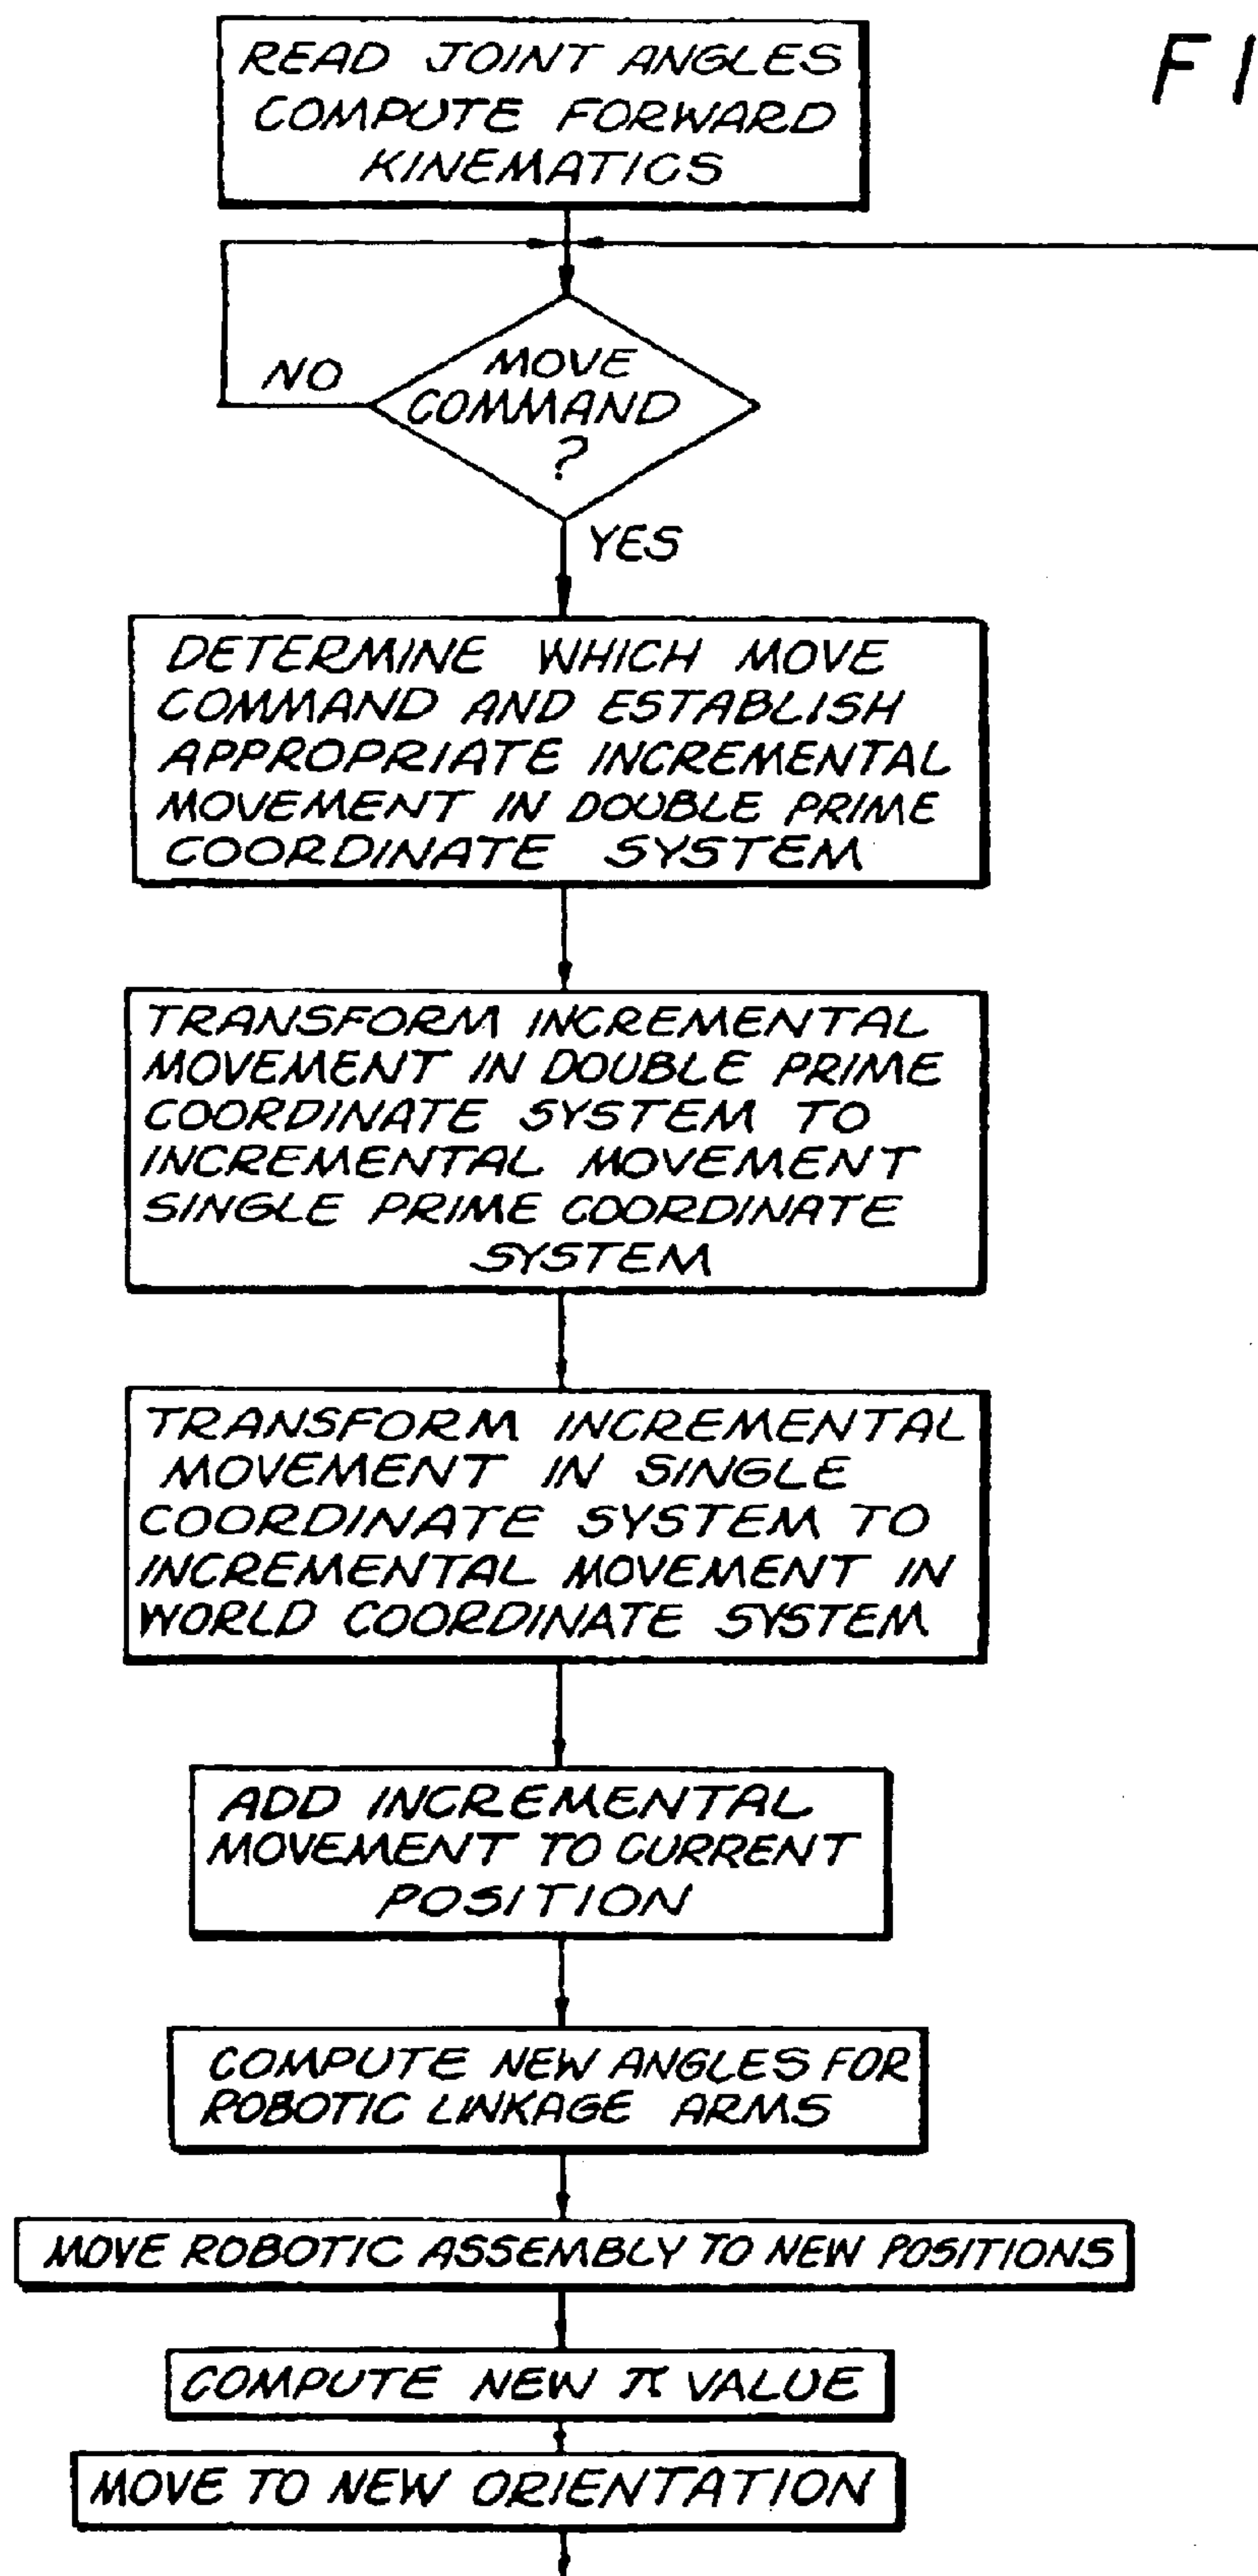 FI
READ JOINT ANGLES
COMPUTE FORWARD
KINEMATICS
MOVE
COMMAND
?
NO
YES
DETERMINE WHICH MOVE
COMMAND AND ESTABLISH
APPROPRIATE INCREMENTAL
MOVEMENT IN DOUBLE PRIME
COORDINATE SYSTEM
TRANSFORM INCREMENTAL
MOVEMENT IN DOUBLE PRIME
COORDINATE SYSTEM TO
INCREMENTAL MOVEMENT
SINGLE PRIME COORDINATE
SYSTEM
TRANSFORM INCREMENTAL
MOVEMENT IN SINGLE
COORDINATE SYSTEM TO
INCREMENTAL MOVEMENT IN
WORLD COORDINATE SYSTEM
ADD INCREMENTAL
MOVEMENT TO CURRENT
POSITION
COMPUTE NEW ANGLES FOR
ROBOTIC LINKAGE ARMS
MOVE ROBOTIC ASSEMBLY TO NEW POSITIONS
COMPUTE NEW π VALUE
MOVE TO NEW ORIENTATION